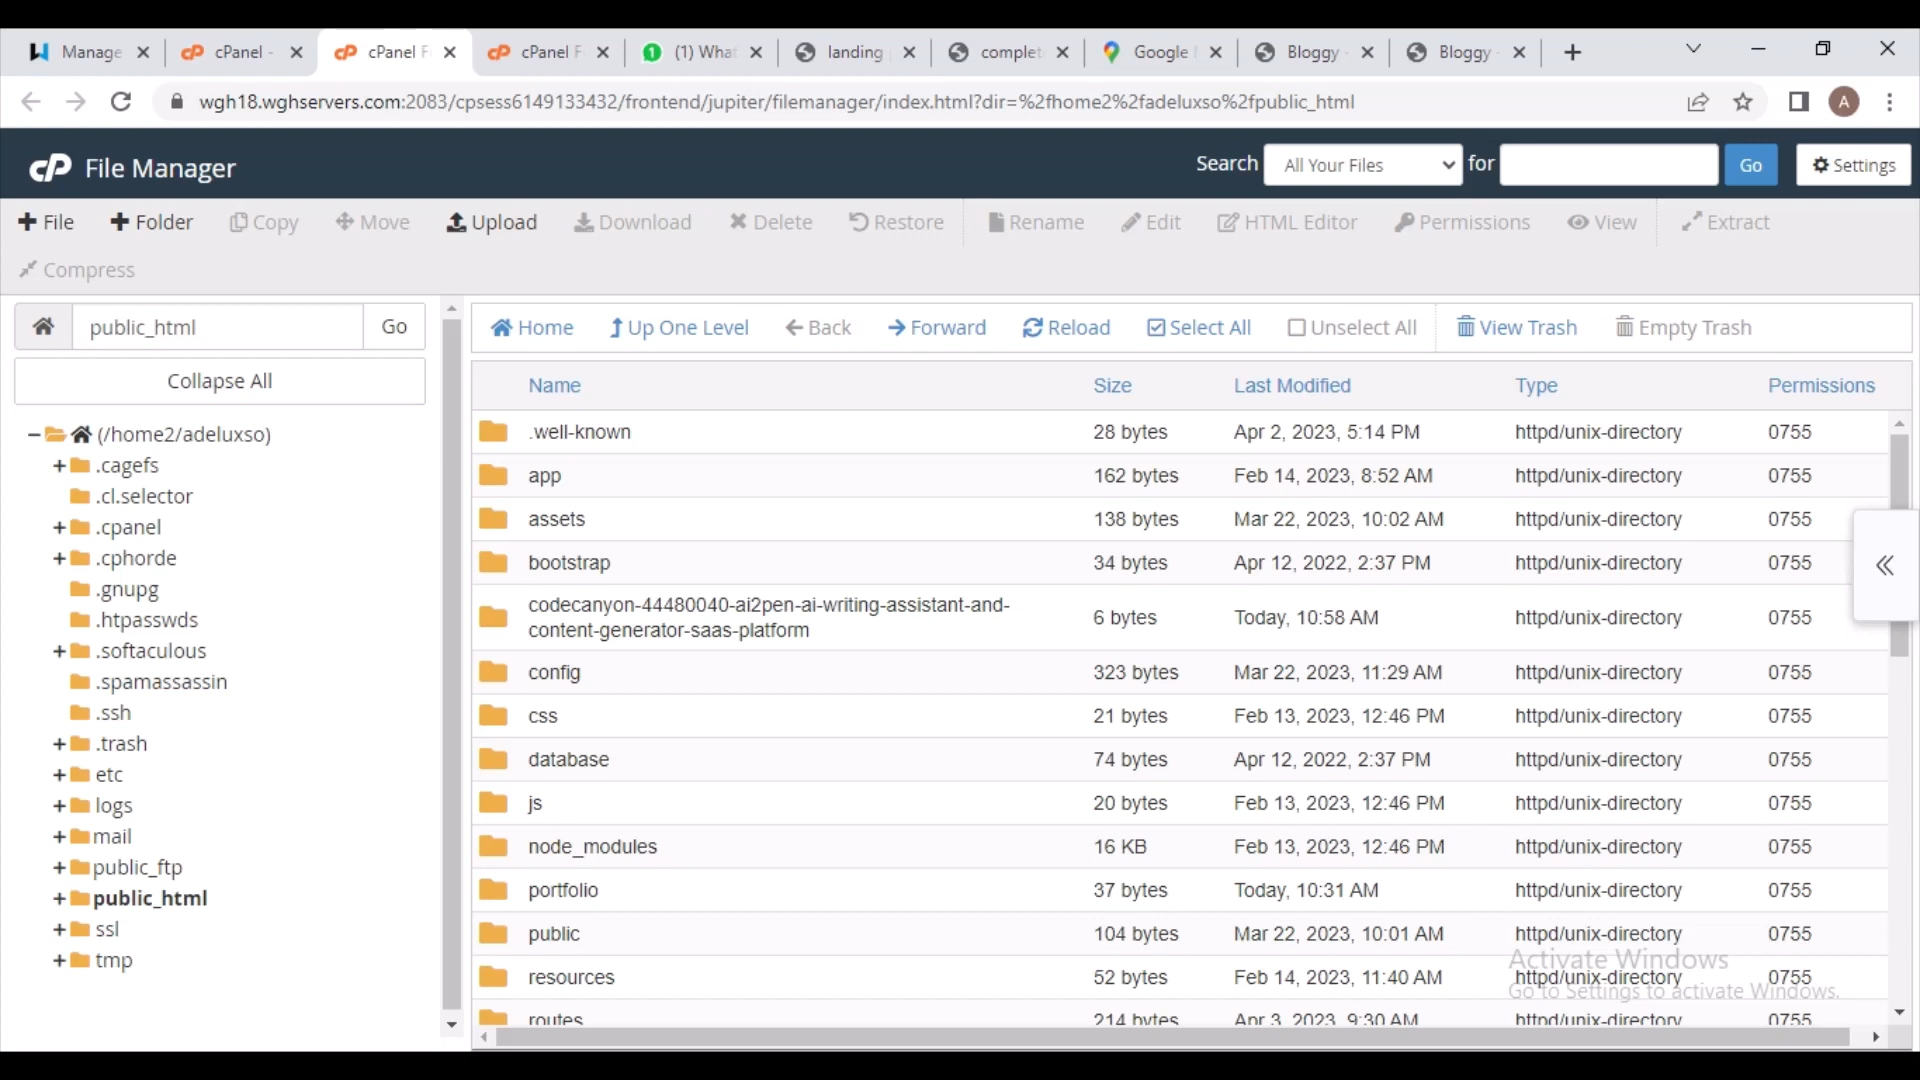 Manage
cPanel -
cPanel F
cPanel F
(1) What
landing
complet
Google
Bloggy -
Bloggy -
wgh18.wghservers.com:2083/cpsess6149133432/frontend/jupiter/filemanager/index.html?dir=%2fhome2%2fadeluxso%2fpublic_html
A
cP File Manager
Search All Your Files for Go Settings
File Folder Copy Move Upload Download Delete Restore Rename Edit HTML Editor Permissions View Extract
Compress
public_html Go
Home Up One Level Back Forward Reload Select All Unselect All View Trash Empty Trash
Collapse All
(/home2/adeluxso)
.cagefs
.cl.selector
.cpanel
.cphorde
.gnupg
.htpasswds
.softaculous
.spamassassin
.ssh
.trash
etc
logs
mail
public_ftp
public_html
ssl
tmp
Name Size Last Modified Type Permissions
.well-known 28 bytes Apr 2, 2023, 5:14 PM httpd/unix-directory 0755
app 162 bytes Feb 14, 2023, 8:52 AM httpd/unix-directory 0755
assets 138 bytes Mar 22, 2023, 10:02 AM httpd/unix-directory 0755
bootstrap 34 bytes Apr 12, 2022, 2:37 PM httpd/unix-directory 0755
codecanyon-44480040-ai2pen-ai-writing-assistant-and-
content-generator-saas-platform 6 bytes Today, 10:58 AM httpd/unix-directory 0755
config 323 bytes Mar 22, 2023, 11:29 AM httpd/unix-directory 0755
css 21 bytes Feb 13, 2023, 12:46 PM httpd/unix-directory 0755
database 74 bytes Apr 12, 2022, 2:37 PM httpd/unix-directory 0755
js 20 bytes Feb 13, 2023, 12:46 PM httpd/unix-directory 0755
node_modules 16 KB Feb 13, 2023, 12:46 PM httpd/unix-directory 0755
portfolio 37 bytes Today, 10:31 AM httpd/unix-directory 0755
public 104 bytes Mar 22, 2023, 10:01 AM httpd/unix-directory 0755
Activate Windows
resources 52 bytes Feb 14, 2023, 11:40 AM httpd/unix-directory 0755
Go to Settings to activate Windows.
routes 214 bytes Apr 3, 2023, 9:30 AM httpd/unix-directory 0755